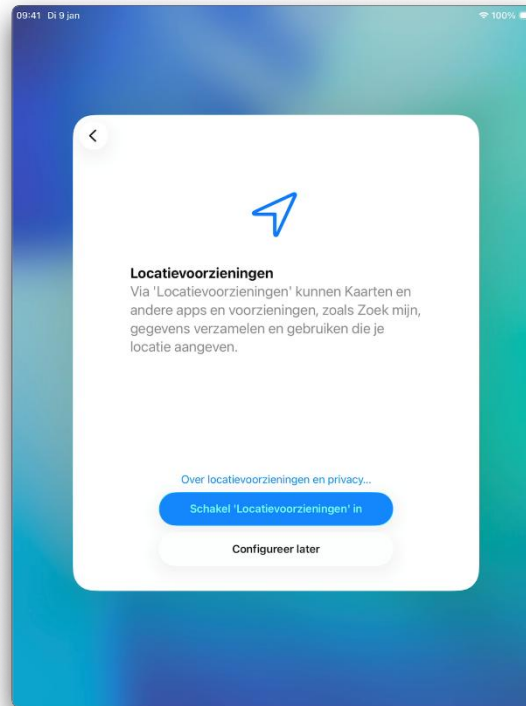 09:41 Di 9 jan
100%
Locatievoorzieningen
Via 'Locatievoorzieningen' kunnen Kaarten en
andere apps en voorzieningen, zoals Zoek mijn,
gegevens verzamelen en gebruiken die je
locatie aangeven.
Over locatievoorzieningen en privacy...
Schakel 'Locatievoorzieningen' in
Configureer later